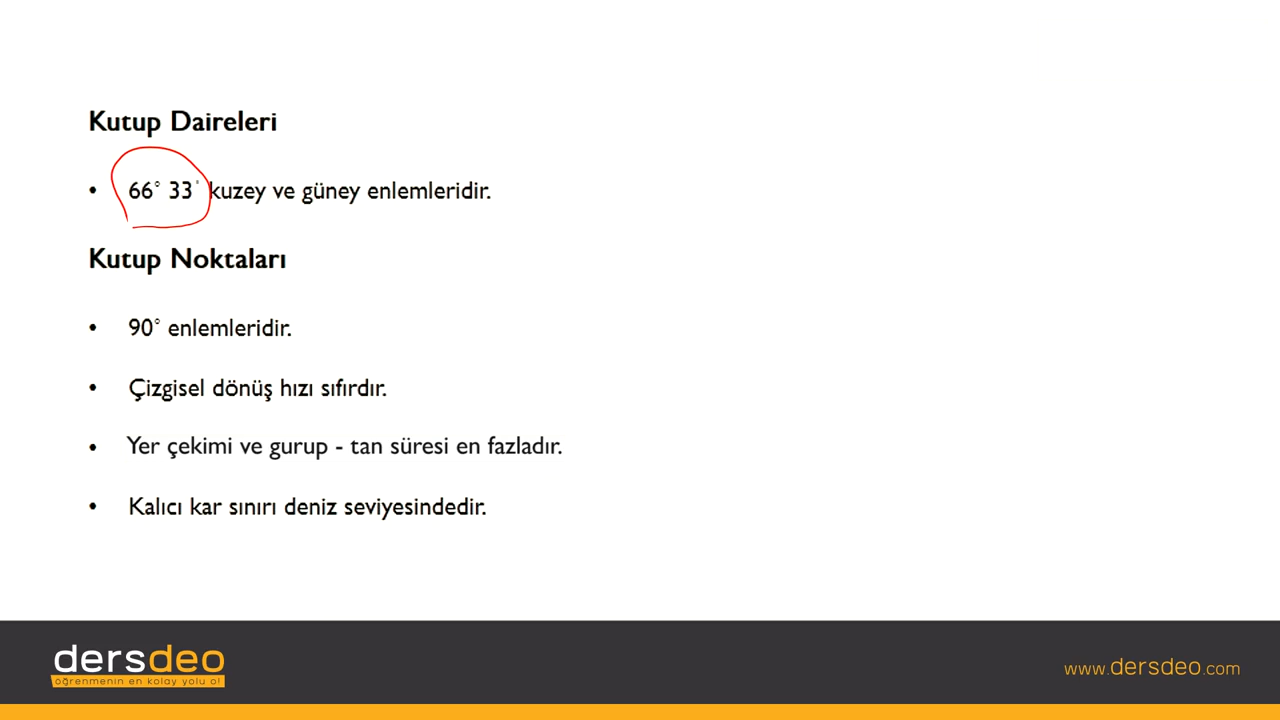 Kutup Daireleri
• 66° 33' kuzey ve güney enlemleridir.
Kutup Noktaları
• 90° enlemleridir.
• Çizgisel dönüş hızı sıfırdır.
• Yer çekimi ve gurup - tan süresi en fazladır.
• Kalıcı kar sınırı deniz seviyesindedir.
dersdeo
öğrenmenin en kolay yolu o!
www.dersdeo.com